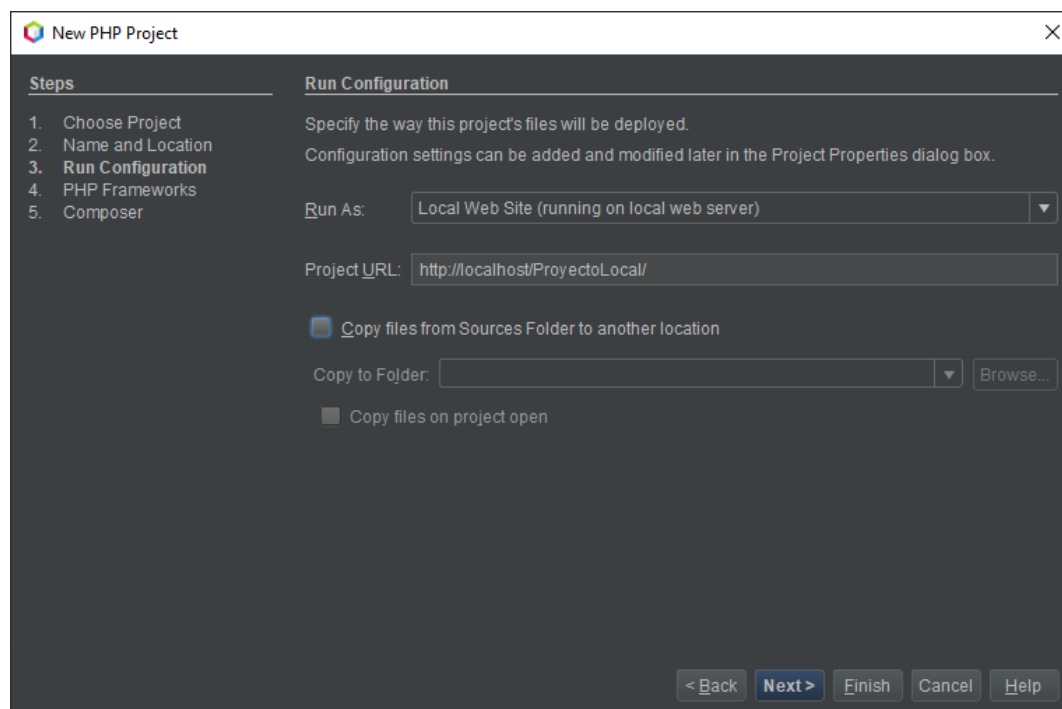 New PHP Project
Steps
1. Choose Project
2. Name and Location
3. Run Configuration
4. PHP Frameworks
5. Composer
Run Configuration
Specify the way this project's files will be deployed.
Configuration settings can be added and modified later in the Project Properties dialog box.
Run As: Local Web Site (running on local web server)
Project URL: http://localhost/ProyectoLocal/
Copy files from Sources Folder to another location
Copy to Folder: Browse...
Copy files on project open
< Back Next > Finish Cancel Help